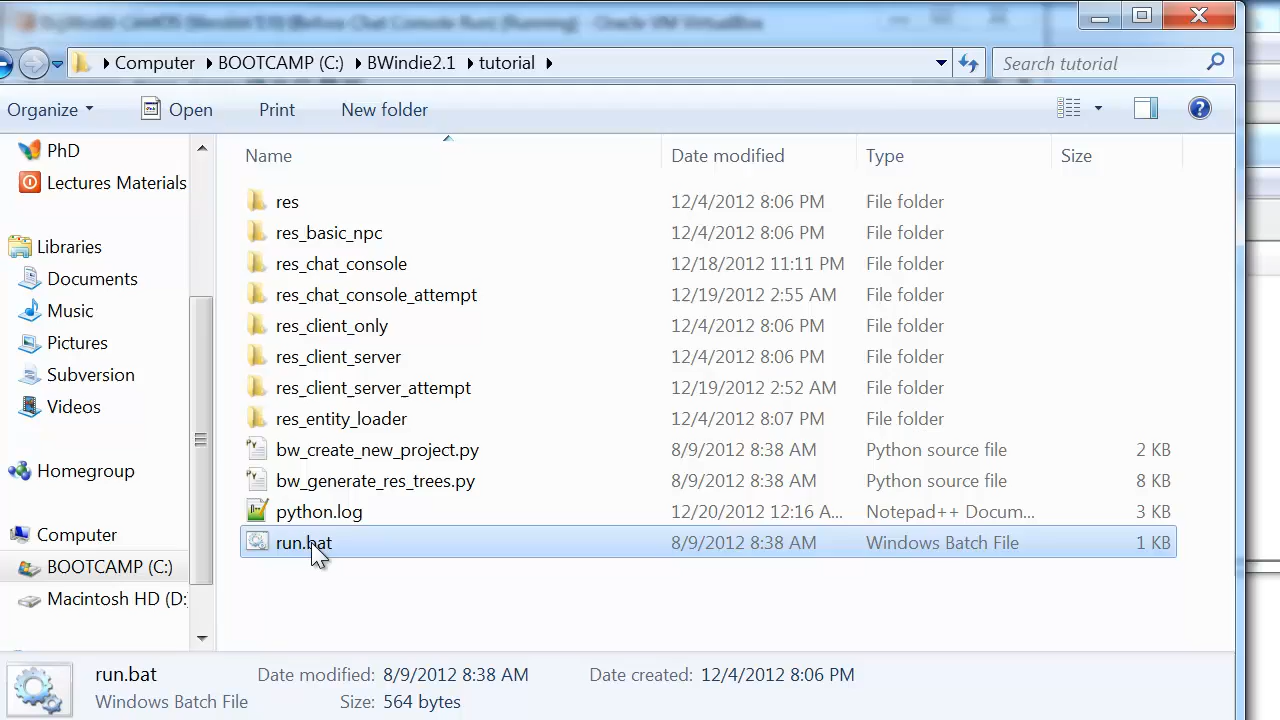 Computer BOOTCAMP (C:) BWindie2.1 tutorial Search tutorial
Organize Open Print New folder
Name Date modified Type Size
PhD
Lectures Materials
Libraries
Documents
Music
Pictures
Subversion
Videos
Homegroup
Computer
BOOTCAMP (C:)
Macintosh HD (D:
res 12/4/2012 8:06 PM File folder
res_basic_npc 12/4/2012 8:06 PM File folder
res_chat_console 12/18/2012 11:11 PM File folder
res_chat_console_attempt 12/19/2012 2:55 AM File folder
res_client_only 12/4/2012 8:06 PM File folder
res_client_server 12/4/2012 8:06 PM File folder
res_client_server_attempt 12/19/2012 2:52 AM File folder
res_entity_loader 12/4/2012 8:07 PM File folder
bw_create_new_project.py 8/9/2012 8:38 AM Python source file 2 KB
bw_generate_res_trees.py 8/9/2012 8:38 AM Python source file 8 KB
python.log 12/20/2012 12:16 A... Notepad++ Docum... 3 KB
run.bat 8/9/2012 8:38 AM Windows Batch File 1 KB
run.bat Date modified: 8/9/2012 8:38 AM Date created: 12/4/2012 8:06 PM
Windows Batch File Size: 564 bytes